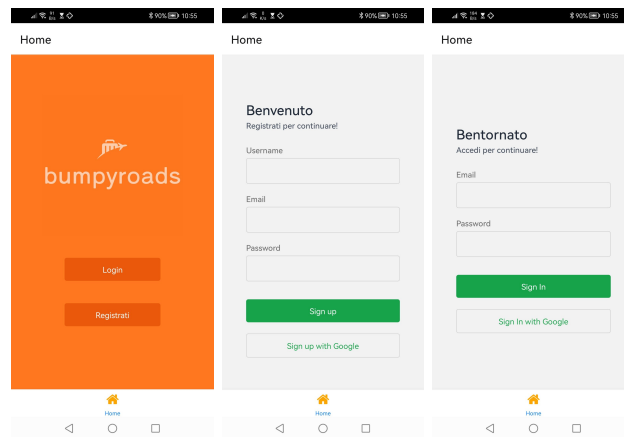 90% 10:55
Home
bumpyroads
Login
Registrati
Home
90% 10:55
Home
Benvenuto
Registrati per continuare!
Username
Email
Password
Sign up
Sign up with Google
Home
90% 10:55
Home
Bentornato
Accedi per continuare!
Email
Password
Sign In
Sign In with Google
Home